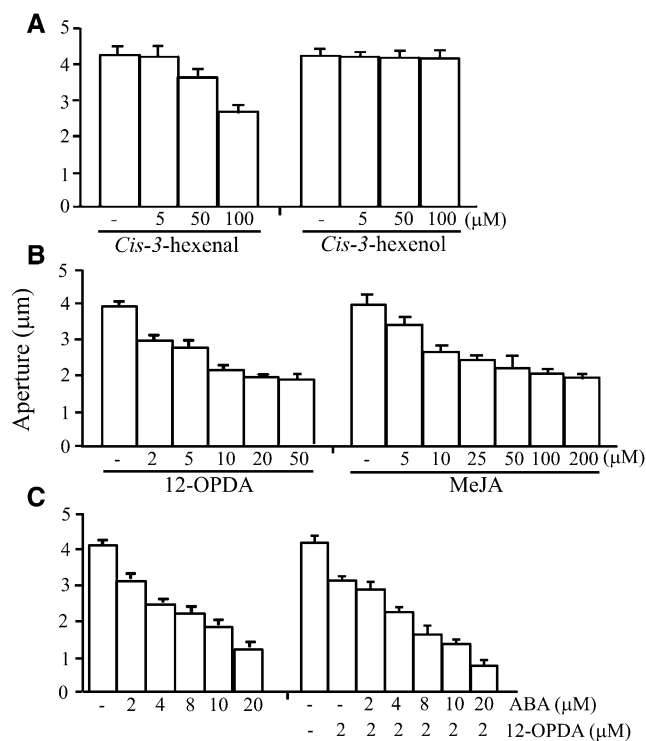 A
5
4
3
2
1
0
- 5 50 100 - 5 50 100 (μM)
Cis-3-hexenal Cis-3-hexenol
B
5
4
3
2
1
0
Aperture (μm)
- 2 5 10 20 50 - 5 10 25 50 100 200 (μM)
12-OPDA MeJA
C
5
4
3
2
1
0
- 2 4 8 10 20 - - 2 4 8 10 20 ABA (μM)
- 2 2 2 2 2 2 12-OPDA (μM)